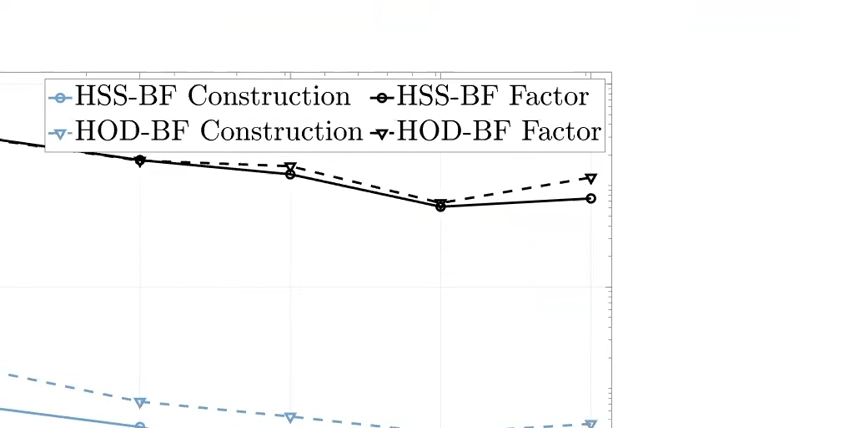 HSS-BF Construction HSS-BF Factor
HOD-BF Construction HOD-BF Factor